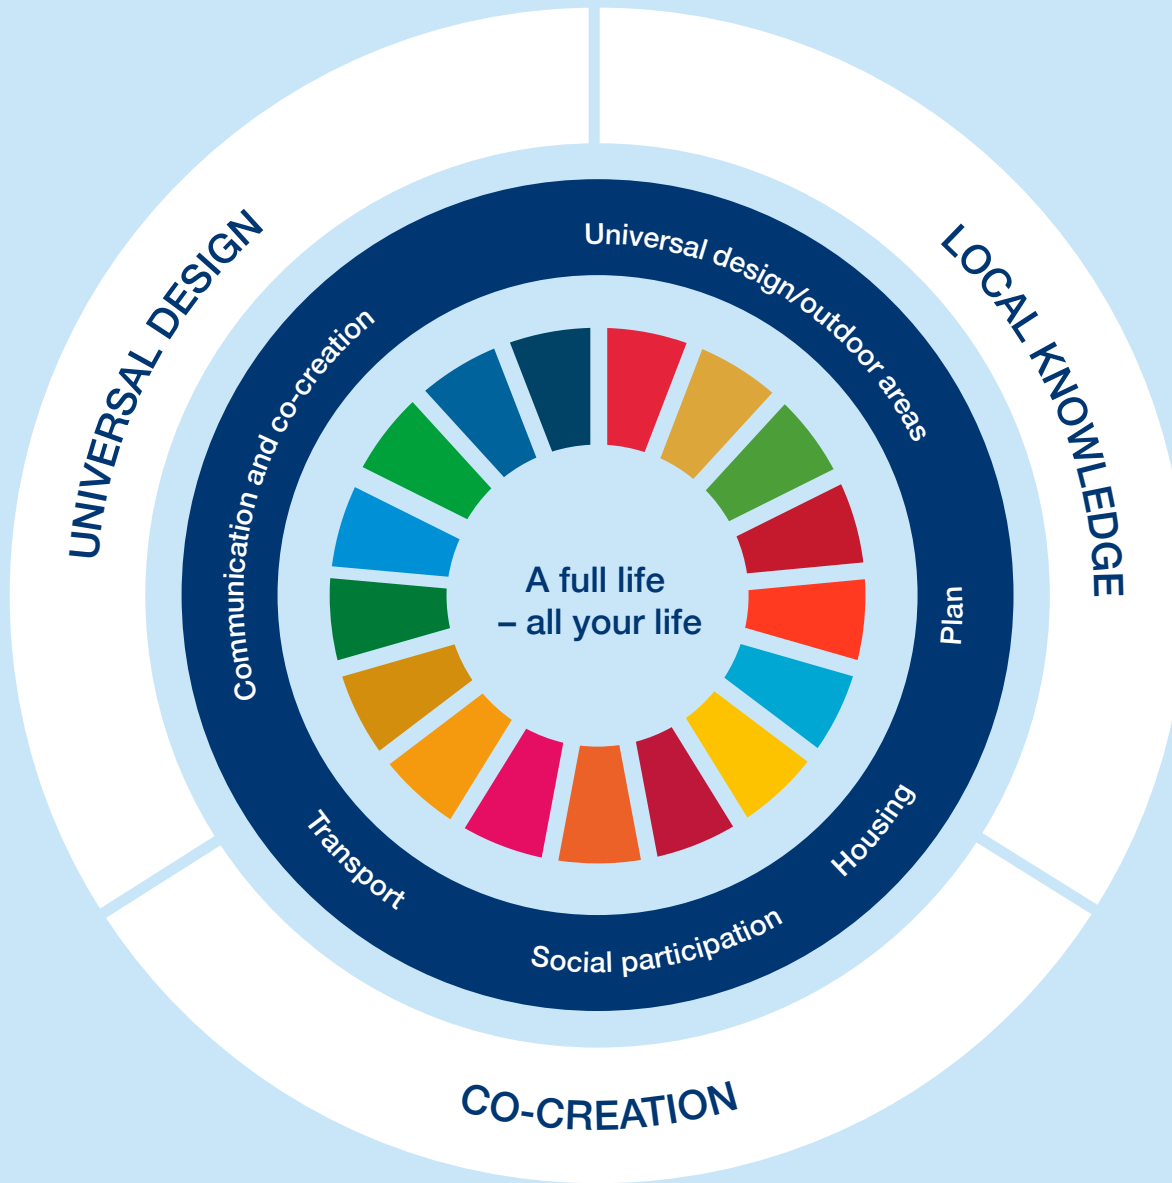 UNIVERSAL DESIGN
LOCAL KNOWLEDGE
CO-CREATION
Universal design/outdoor areas
Plan
Housing
Social participation
Transport
Communication and co-creation
A full life
– all your life